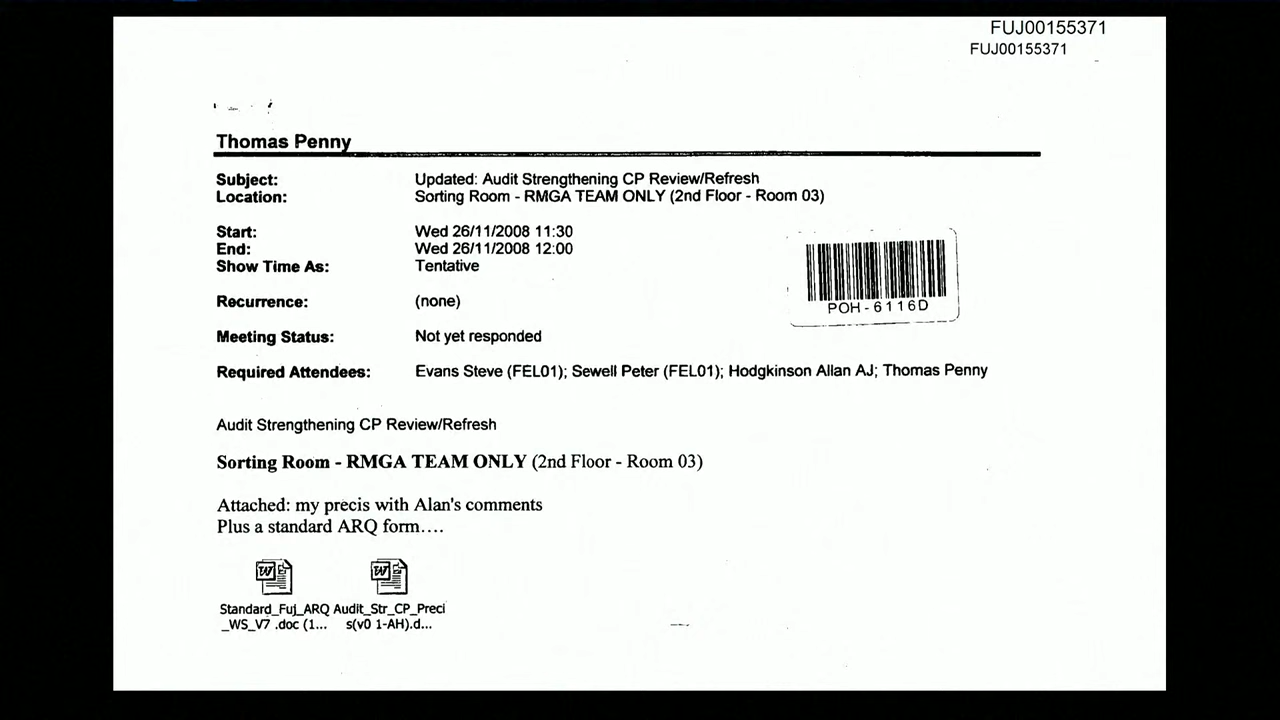 FUJ00155371
FUJ00155371
Thomas Penny
Subject: Updated: Audit Strengthening CP Review/Refresh
Location: Sorting Room - RMGA TEAM ONLY (2nd Floor - Room 03)
Start: Wed 26/11/2008 11:30
End: Wed 26/11/2008 12:00
Show Time As: Tentative
Recurrence: (none)
Meeting Status: Not yet responded
Required Attendees: Evans Steve (FEL01); Sewell Peter (FEL01); Hodgkinson Allan AJ; Thomas Penny
POH-6116D
Audit Strengthening CP Review/Refresh
Sorting Room - RMGA TEAM ONLY (2nd Floor - Room 03)
Attached: my precis with Alan's comments
Plus a standard ARQ form....
Standard_Fuj_ARQ Audit_Str_CP_Preci
_WS_V7 .doc (1... s(v0 1-AH).d...